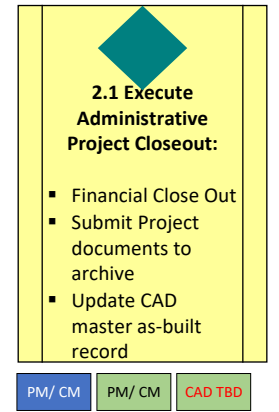 2.1 Execute
Administrative
Project Closeout:
▪ Financial Close Out
▪ Submit Project
documents to
archive
▪ Update CAD
master as-built
record
PM/ CM PM/ CM CAD TBD